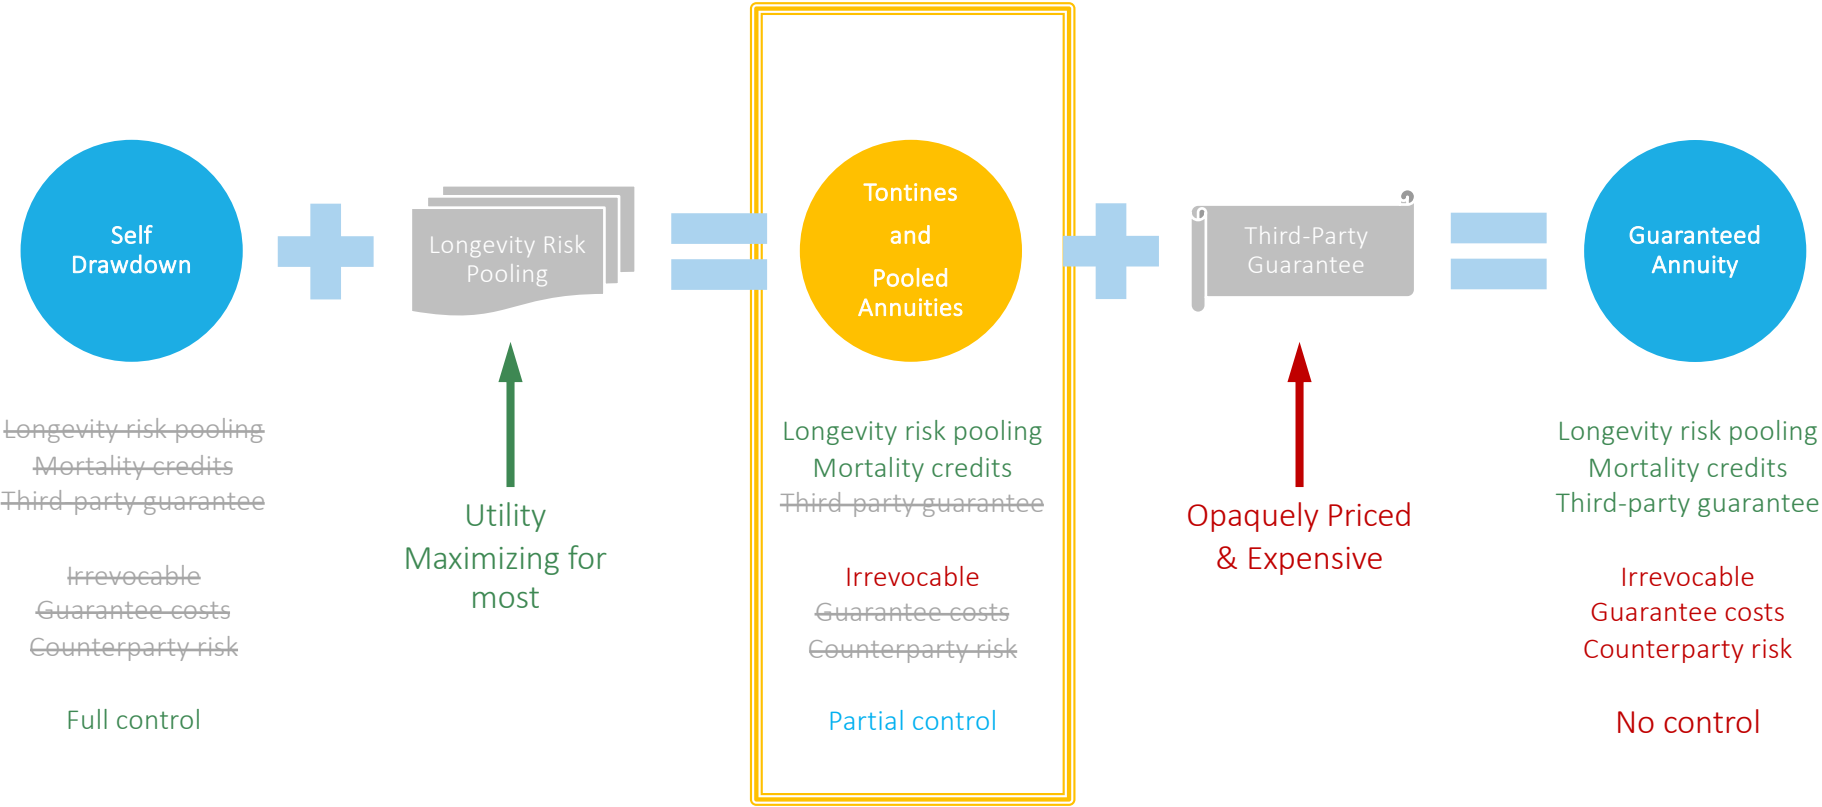 Self
Drawdown
Longevity Risk
Pooling
Tontines
and
Pooled
Annuities
Third-Party
Guarantee
Guaranteed
Annuity
Longevity risk pooling
Mortality credits
Third-party guarantee
Irrevocable
Guarantee costs
Counterparty risk
Full control
Utility
Maximizing for
most
Longevity risk pooling
Mortality credits
Third-party guarantee
Irrevocable
Guarantee costs
Counterparty risk
Partial control
Opaquely Priced
& Expensive
Longevity risk pooling
Mortality credits
Third-party guarantee
Irrevocable
Guarantee costs
Counterparty risk
No control